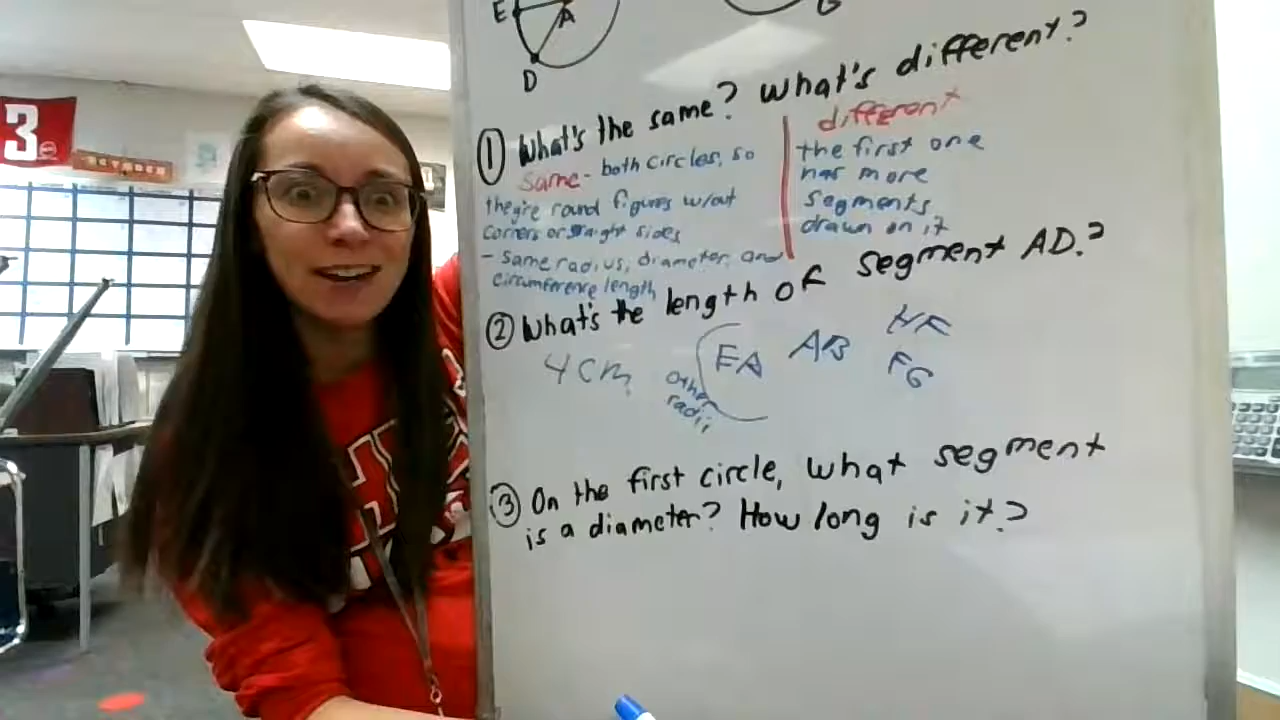 E
A
G
D
① What's the same? What's different?
same - both circles, so
they're round figures w/out
corners or straight sides
- same radius, diameter, and
circumference length
different
the first one
has more
segments
drawn on it
② What's the length of segment AD?
4 cm
other
radii
EA AB HF
FG
③ On the first circle, what segment
is a diameter? How long is it?
3
OCTOBER